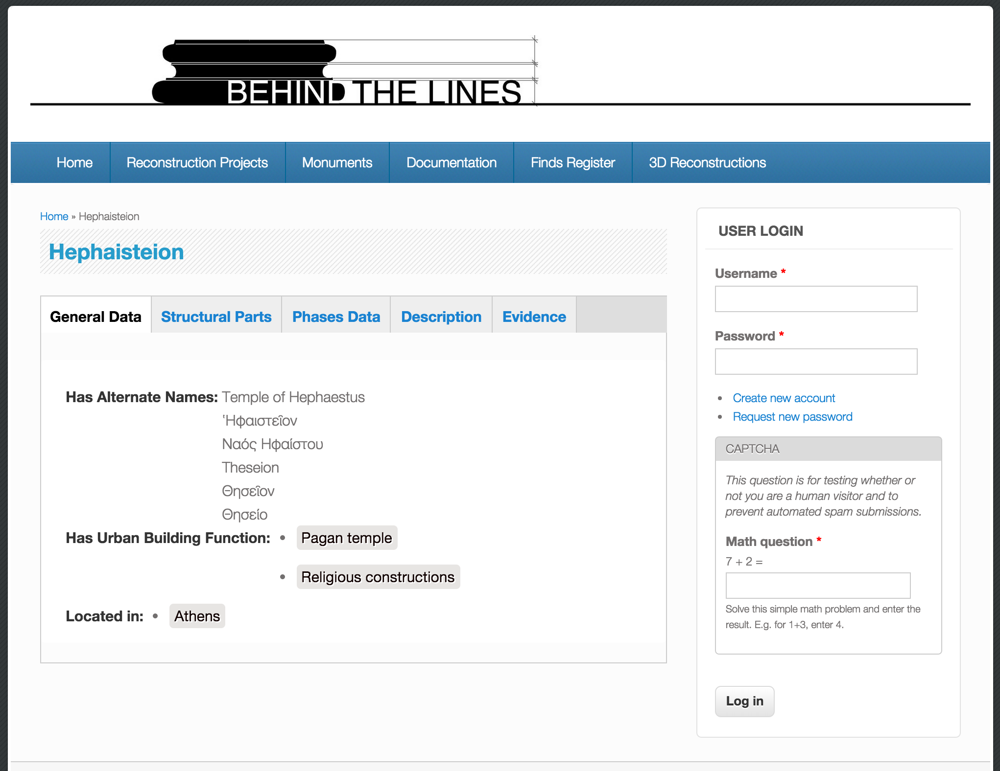 BEHIND THE LINES
Home
Reconstruction Projects
Monuments
Documentation
Finds Register
3D Reconstructions
Home » Hephaisteion
Hephaisteion
General Data
Structural Parts
Phases Data
Description
Evidence
Has Alternate Names: Temple of Hephaestus
Ἡφαιστεῖον
Ναός Ηφαίστου
Theseion
Θησεῖον
Θησείο
Has Urban Building Function: • Pagan temple
• Religious constructions
Located in: • Athens
USER LOGIN
Username *
Password *
• Create new account
• Request new password
CAPTCHA
This question is for testing whether or
not you are a human visitor and to
prevent automated spam submissions.
Math question *
7 + 2 =
Solve this simple math problem and enter the
result. E.g. for 1+3, enter 4.
Log in